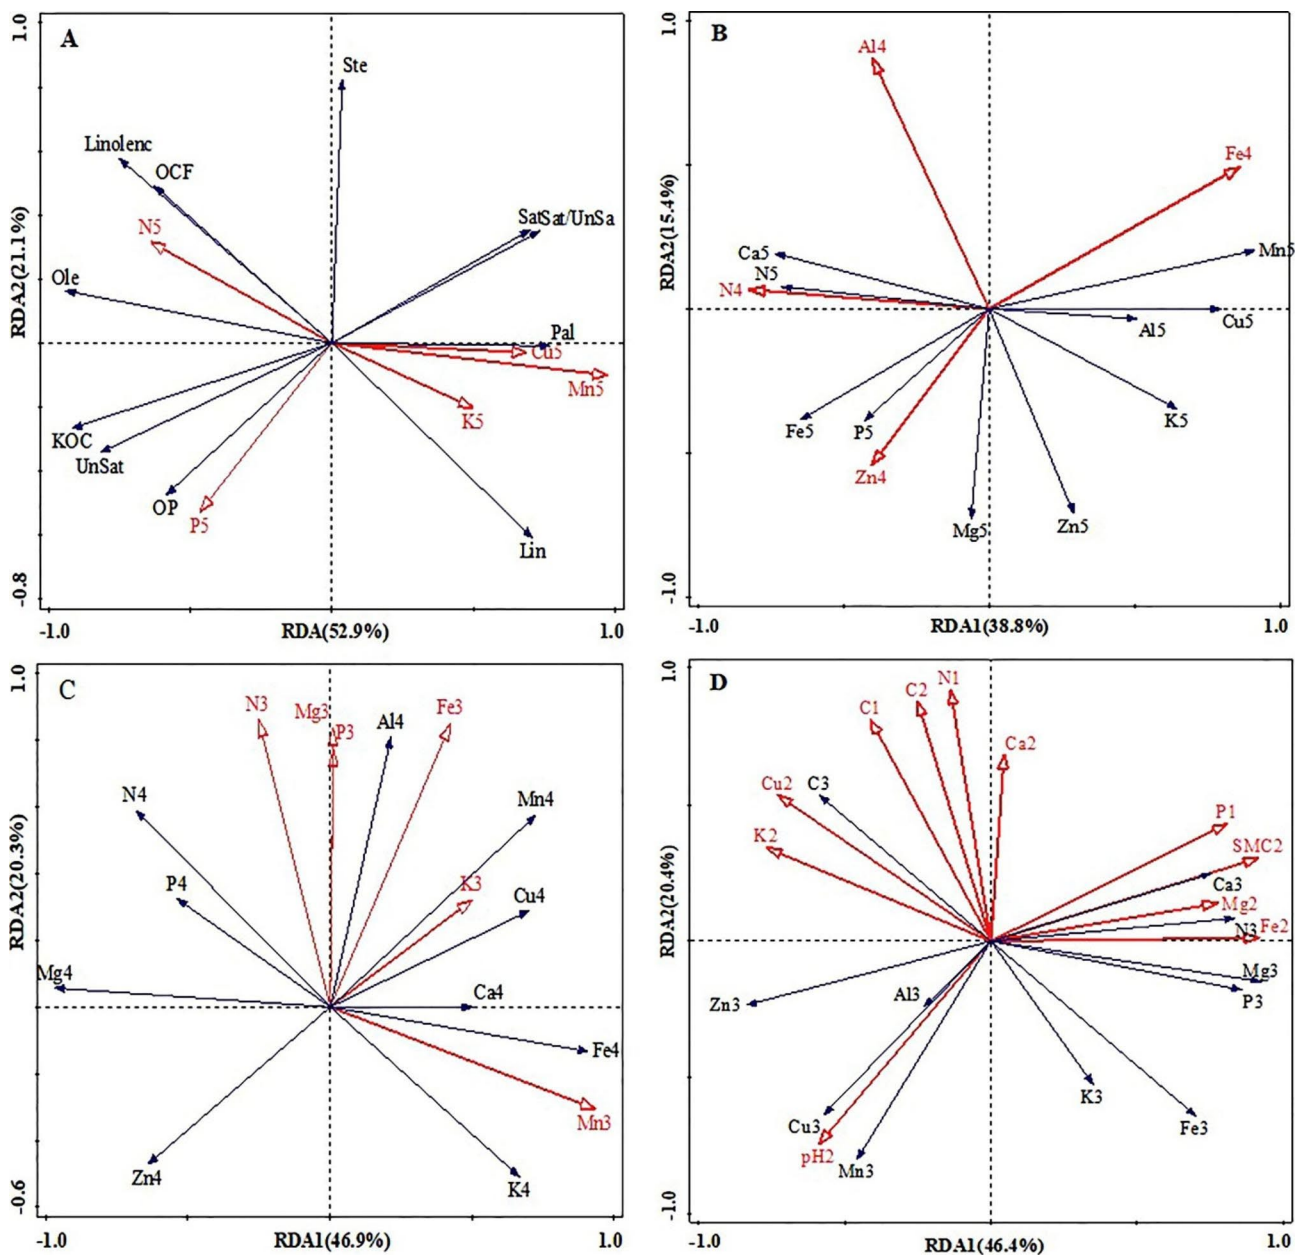 A
1.0
Ste
Linolenc
OCF
N5
SatSat/UnSa
Ole
Pal
Cu5
Mn5
K5
KOC
UnSat
OP
P5
Lin
RDA2(21.1%)
-0.8
-1.0
RDA(52.9%)
1.0
B
1.0
Al4
Fe4
Ca5
N5
N4
Mn5
Cu5
Al5
Fe5
P5
K5
Zn4
Mg5
Zn5
RDA2(15.4%)
-1.0
-1.0
RDA1(38.8%)
1.0
C
1.0
N3
Mg3
P3
Al4
Fe3
N4
Mn4
P4
K3
Cu4
Mg4
Ca4
Fe4
Mn3
Zn4
K4
RDA2(20.3%)
-0.6
-1.0
RDA1(46.9%)
1.0
D
1.0
N1
C2
C1
Ca2
Cu2
C3
P1
K2
SMC2
Ca3
Mg2
N3
Fe2
Zn3
Al3
Mg3
P3
K3
Cu3
Fe3
pH2
Mn3
RDA2(20.4%)
-1.0
-1.0
RDA1(46.4%)
1.0